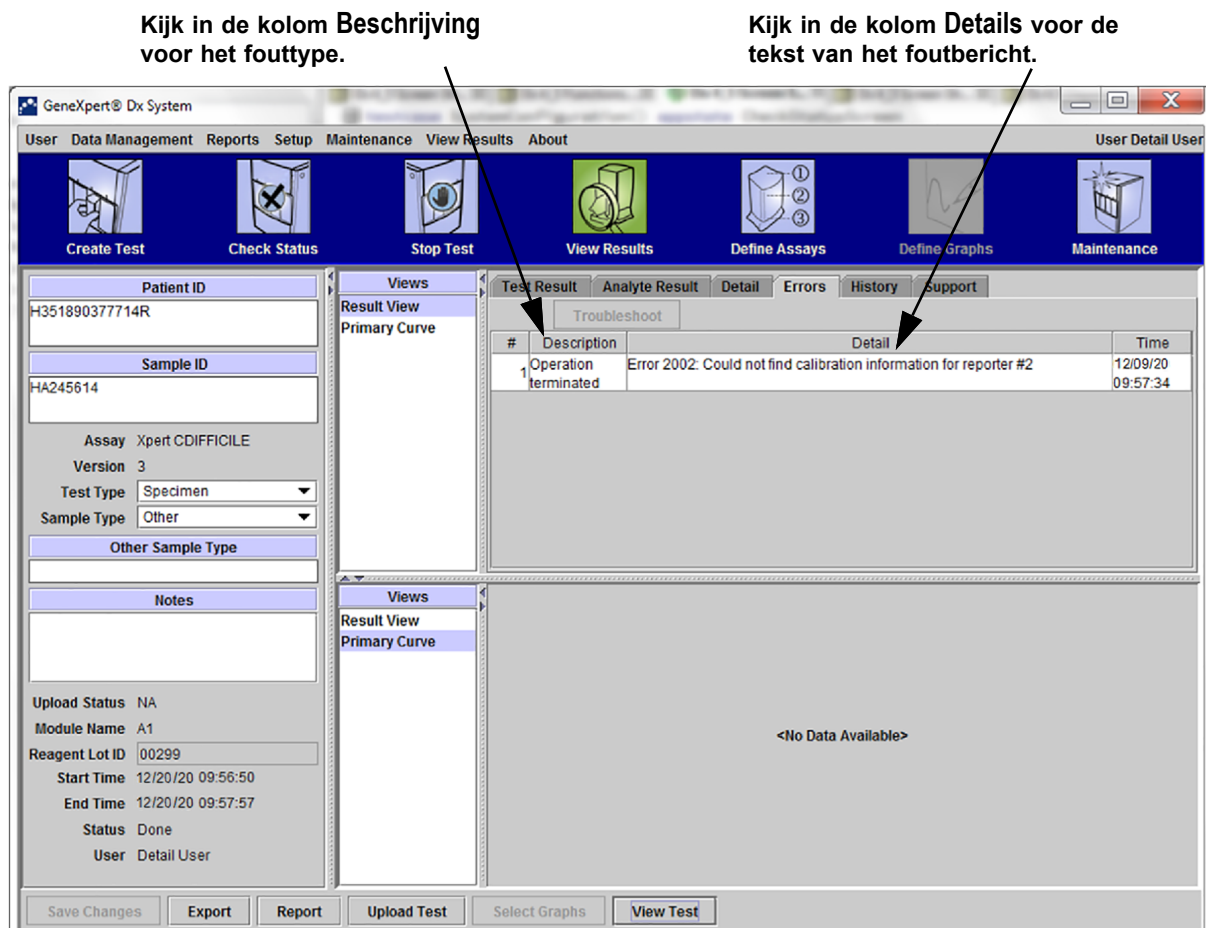 Kijk in de kolom Beschrijving
voor het fouttype.
Kijk in de kolom Details voor de
tekst van het foutbericht.
GeneXpert® Dx System
User Data Management Reports Setup Maintenance View Results About User Detail User
Create Test Check Status Stop Test View Results Define Assays Define Graphs Maintenance
Patient ID
H351890377714R
Sample ID
HA245614
Assay Xpert CDIFFICILE
Version 3
Test Type Specimen
Sample Type Other
Other Sample Type
Notes
Upload Status NA
Module Name A1
Reagent Lot ID 00299
Start Time 12/20/20 09:56:50
End Time 12/20/20 09:57:57
Status Done
User Detail User
Views
Result View
Primary Curve
Test Result Analyte Result Detail Errors History Support
Troubleshoot
# Description Detail Time
1 Operation terminated Error 2002: Could not find calibration information for reporter #2 12/09/20
09:57:34
Views
Result View
Primary Curve
<No Data Available>
Save Changes Export Report Upload Test Select Graphs View Test